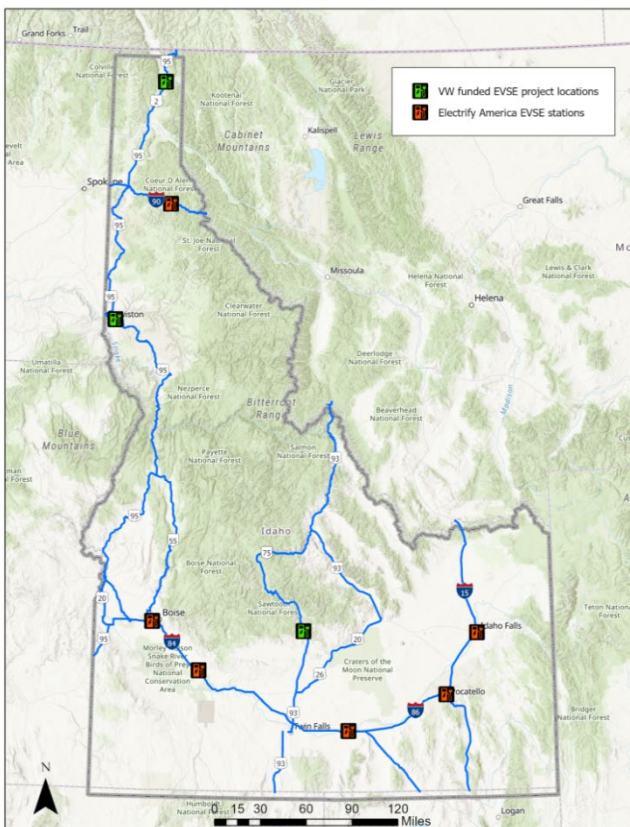 Grand Forks
Trail
95
Colville
National Forest
Kootenai
National Forest
Glacier
National Park
VW funded EVSE project locations
Electrify America EVSE stations
2
Cabinet
Mountains
Lewis
Range
Kalispell
95
Spokane
Coeur D Alene
National Forest
90
Great Falls
95
St. Joe National
Forest
Missoula
Helena National
Forest
Lewis & Clark
National Forest
95
Helena
Clearwater
National Forest
Deerlodge
National Forest
Umatilla
National Forest
95
Nezperce
National Forest
Bitterroot
Range
Beaverhead
National Forest
Madison
Blue
Mountains
Payette
National Forest
Salmon
National Forest
93
95
55
Idaho
75
93
Boise National
Forest
15
20
Sawtooth
National Forest
Teton National
Forest
Boise
Idaho Falls
95
84
20
Snake River
Birds of Prey
National
Conservation
Area
26
Craters of the
Moon National
Preserve
Pocatello
86
Bridger
National Forest
93
Twin Falls
93
N
Humboldt
National Forest
Logan
0 15 30 60 90 120
Miles